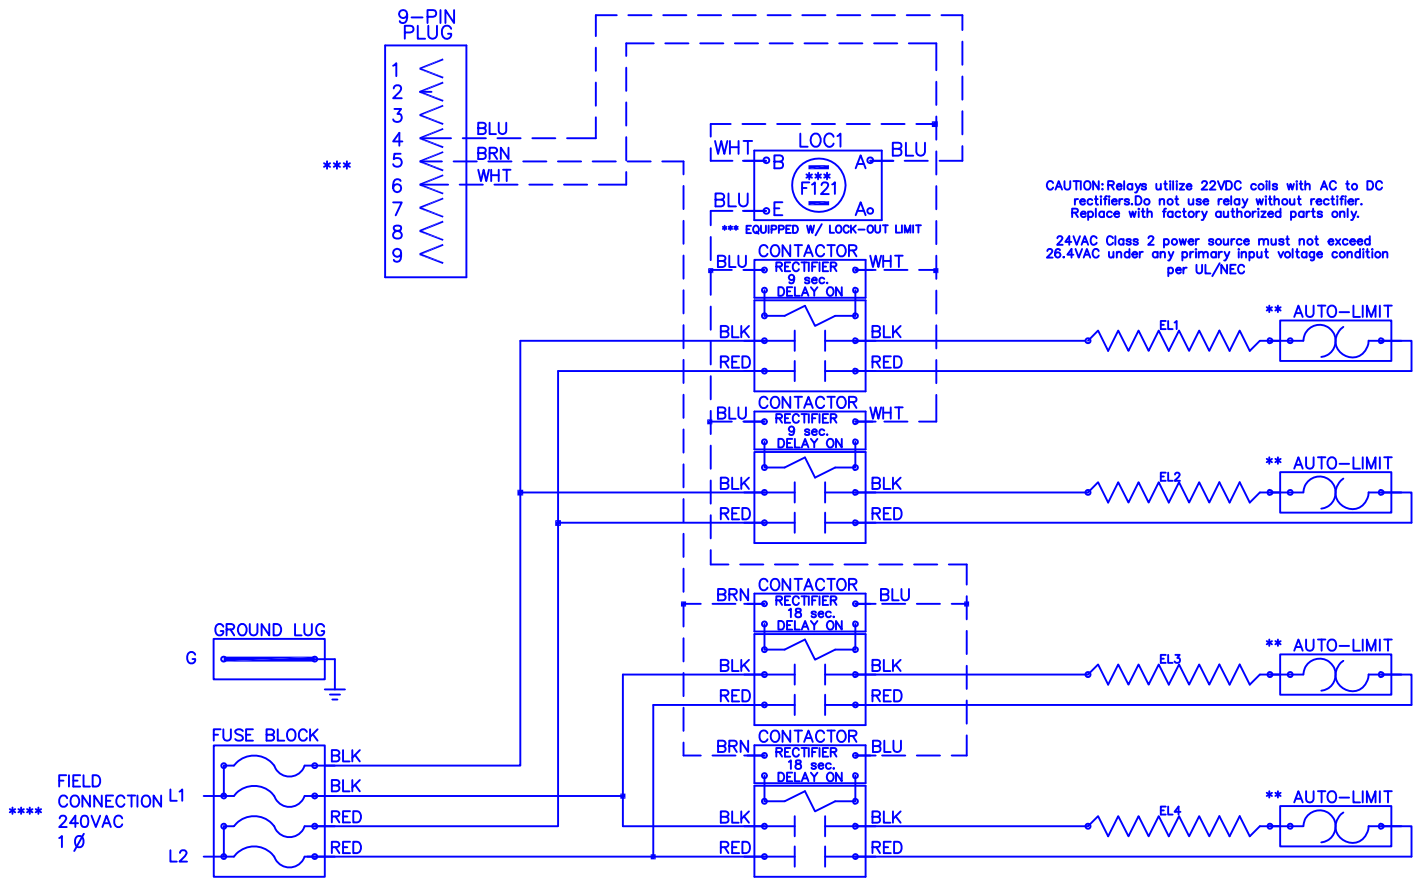 9-PIN
PLUG
1
2
3
4 BLU
5 BRN
6 WHT
7
8
9
***
LOC1
WHT B A BLU
***
F121
BLU E A
*** EQUIPPED W/ LOCK-OUT LIMIT
CAUTION: Relays utilize 22VDC coils with AC to DC
rectifiers.Do not use relay without rectifier.
Replace with factory authorized parts only.
24VAC Class 2 power source must not exceed
26.4VAC under any primary input voltage condition
per UL/NEC
CONTACTOR
BLU RECTIFIER WHT
9 sec.
DELAY ON
** AUTO-LIMIT
BLK BLK EL1
RED RED
CONTACTOR
BLU RECTIFIER WHT
9 sec.
DELAY ON
** AUTO-LIMIT
BLK BLK EL2
RED RED
CONTACTOR
BRN RECTIFIER BLU
18 sec.
DELAY ON
** AUTO-LIMIT
BLK BLK EL3
RED RED
CONTACTOR
BRN RECTIFIER BLU
18 sec.
DELAY ON
** AUTO-LIMIT
BLK BLK EL4
RED RED
GROUND LUG
G
FUSE BLOCK
BLK
BLK
RED
RED
L1
L2
****
FIELD
CONNECTION
240VAC
1 Ø